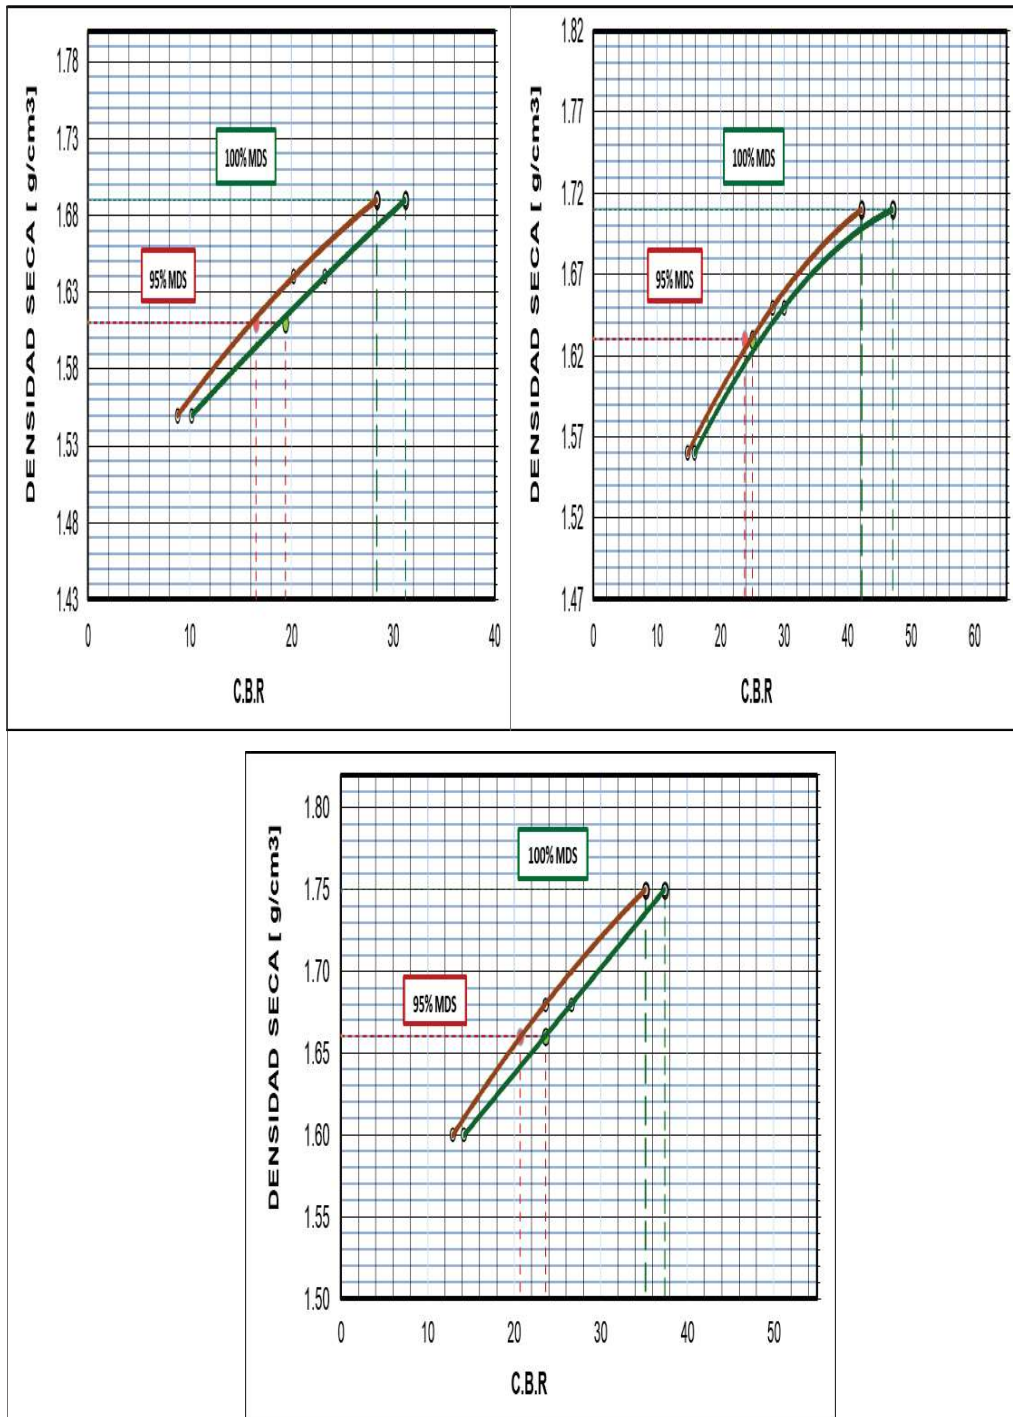 DENSIDAD SECA [ g/cm3]
1.78
1.73
1.68
1.63
1.58
1.53
1.48
1.43
100% MDS
95% MDS
0 10 20 30 40
C.B.R
DENSIDAD SECA [ g/cm3]
1.82
1.77
1.72
1.67
1.62
1.57
1.52
1.47
100% MDS
95% MDS
0 10 20 30 40 50 60
C.B.R
DENSIDAD SECA [ g/cm3]
1.80
1.75
1.70
1.65
1.60
1.55
1.50
100% MDS
95% MDS
0 10 20 30 40 50
C.B.R